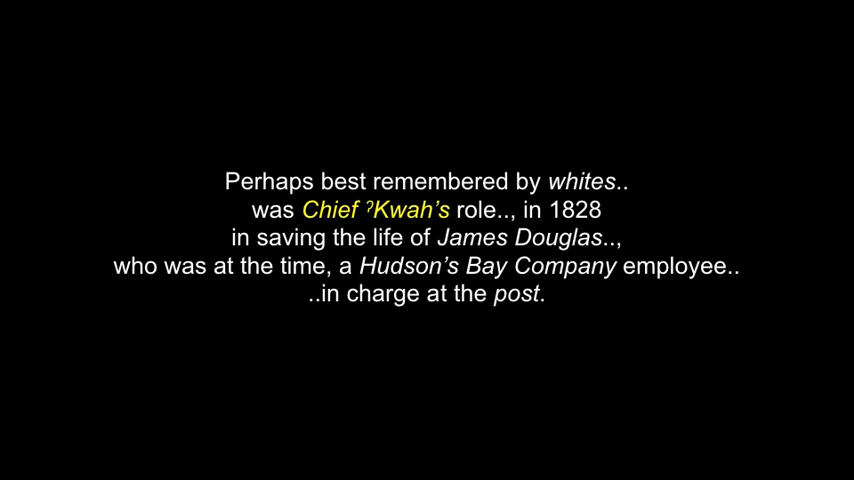 Perhaps best remembered by whites..
was Chief ˀKwah’s role.., in 1828
in saving the life of James Douglas..,
who was at the time, a Hudson’s Bay Company employee..
..in charge at the post.